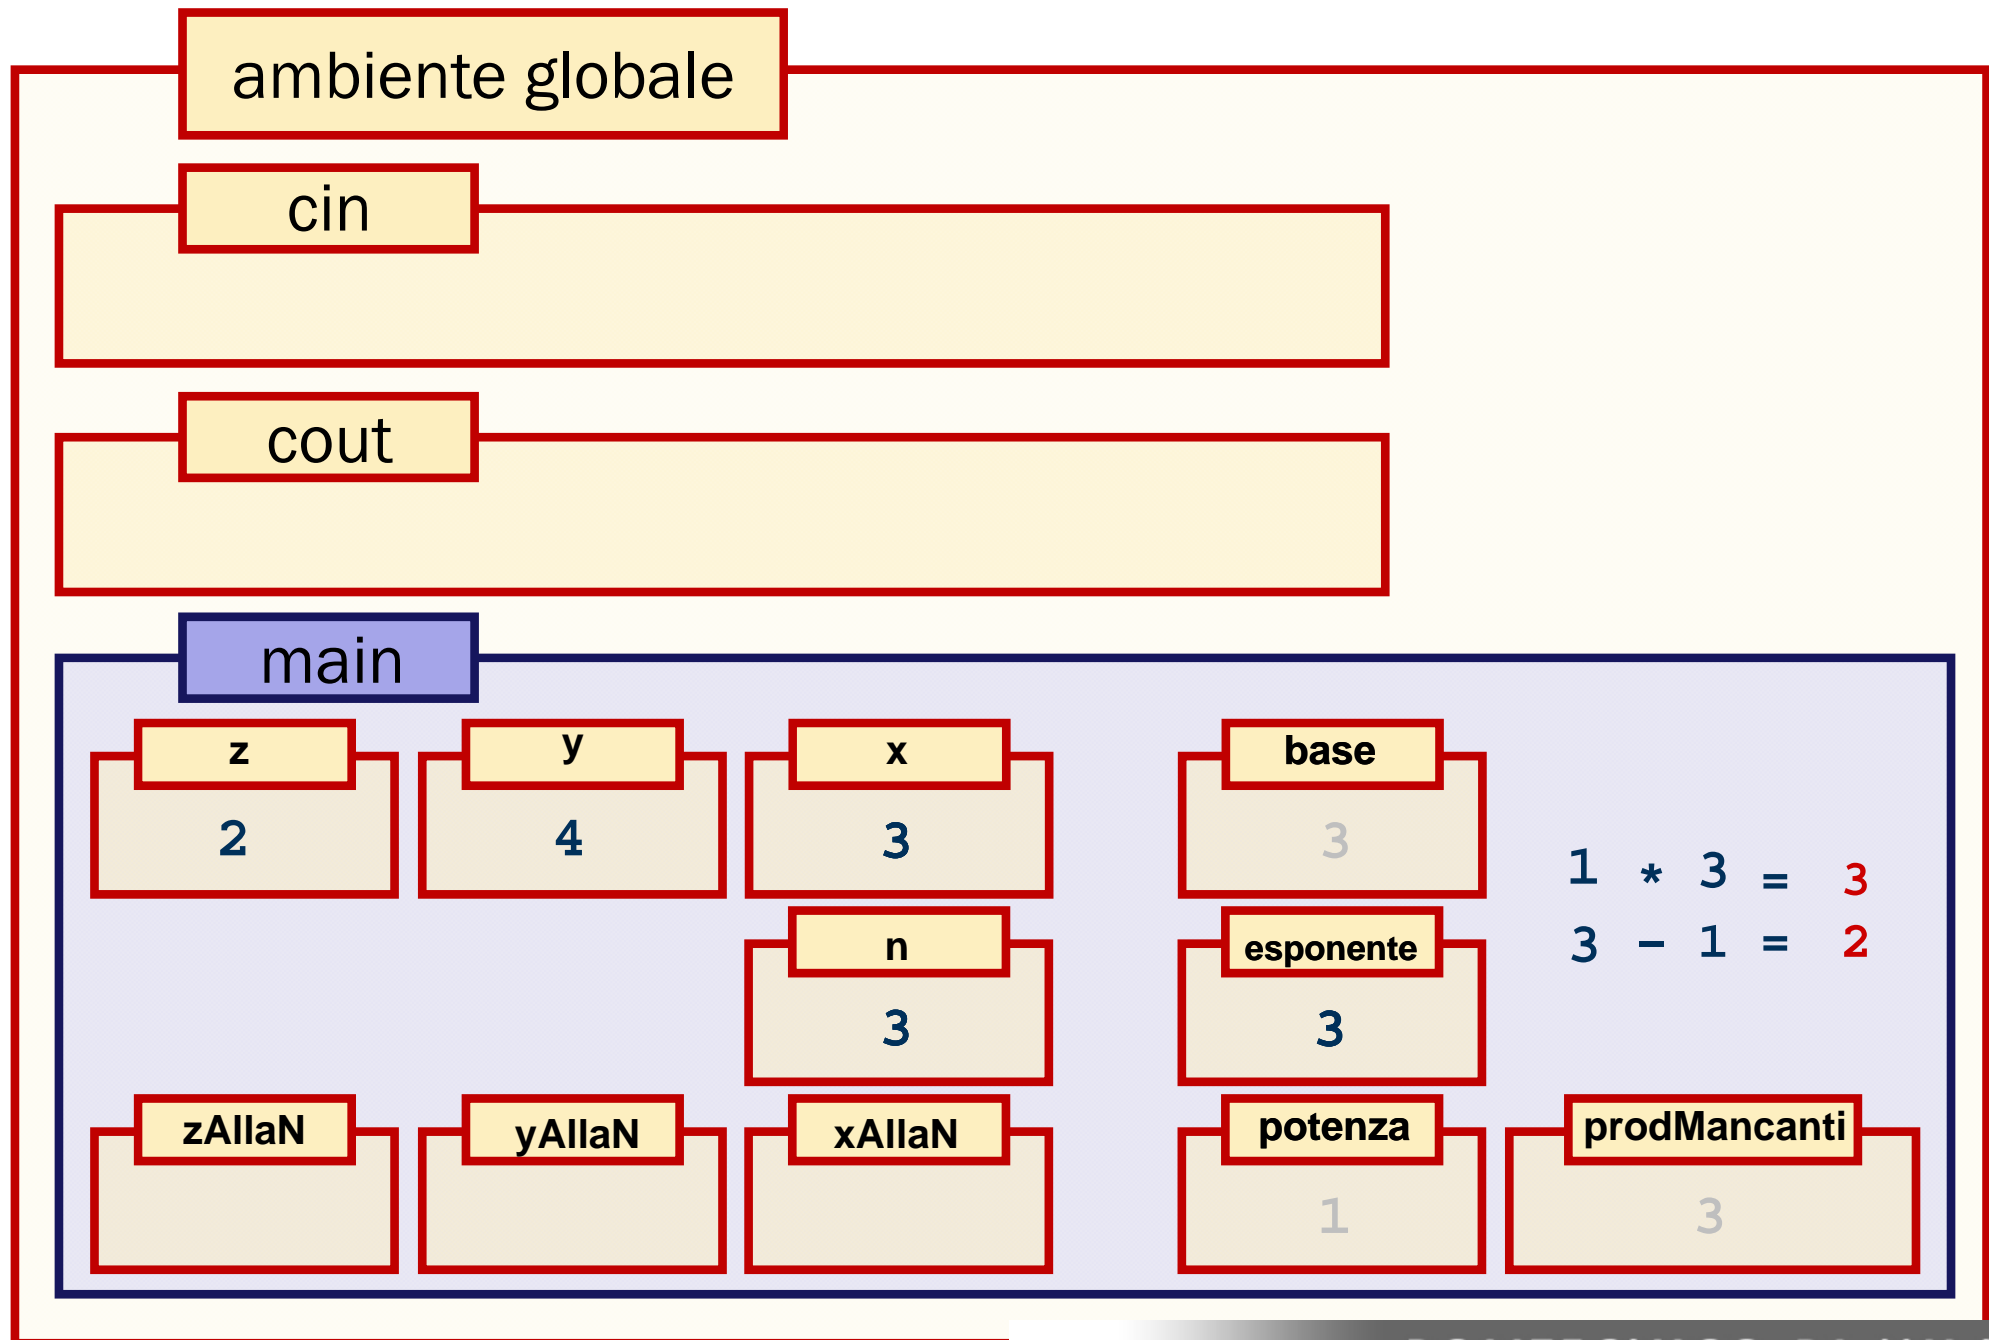 ambiente globale
cin
cout
main
z y x base
2 4 3 3
1 * 3 = 3
n esponente
3 - 1 = 2
3 3
zAllaN yAllaN xAllaN potenza prodMancanti
1 3